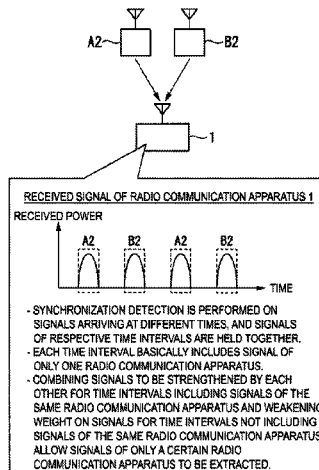 A2
B2
1
RECEIVED SIGNAL OF RADIO COMMUNICATION APPARATUS 1
RECEIVED POWER
A2 B2 A2 B2
TIME
- SYNCHRONIZATION DETECTION IS PERFORMED ON
SIGNALS ARRIVING AT DIFFERENT TIMES, AND SIGNALS
OF RESPECTIVE TIME INTERVALS ARE HELD TOGETHER.
- EACH TIME INTERVAL BASICALLY INCLUDES SIGNAL OF
ONLY ONE RADIO COMMUNICATION APPARATUS.
- COMBINING SIGNALS TO BE STRENGTHENED BY EACH
OTHER FOR TIME INTERVALS INCLUDING SIGNALS OF THE
SAME RADIO COMMUNICATION APPARATUS AND WEAKENING
WEIGHT ON SIGNALS FOR TIME INTERVALS NOT INCLUDING
SIGNALS OF THE SAME RADIO COMMUNICATION APPARATUS
ALLOW SIGNALS OF ONLY A CERTAIN RADIO
COMMUNICATION APPARATUS TO BE EXTRACTED.